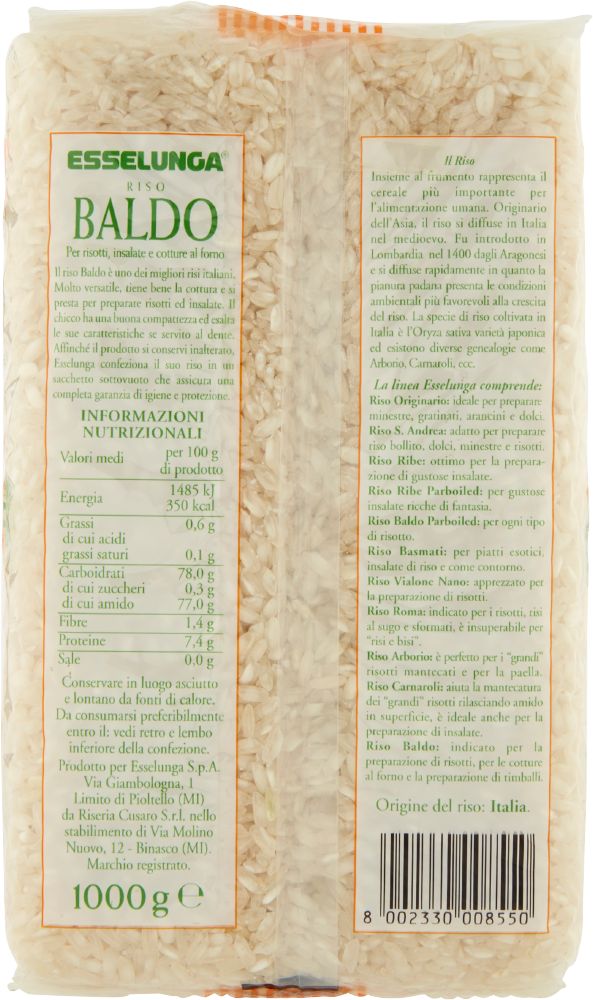 ESSELUNGA®
RISO
BALDO
Per risotti, insalate e cotture al forno
Il riso Baldo è uno dei migliori risi italiani.
Molto versatile, tiene bene la cottura e si
presta per preparare risotti ed insalate. Il
chicco ha una buona compattezza ed esalta
le sue caratteristiche se servito al dente.
Affinché il prodotto si conservi inalterato,
Esselunga confeziona il suo riso in un
sacchetto sottovuoto che assicura una
completa garanzia di igiene e protezione.
INFORMAZIONI
NUTRIZIONALI
Valori medi per 100 g
di prodotto
Energia 1485 kJ
350 kcal
Grassi 0,6 g
di cui acidi
grassi saturi 0,1 g
Carboidrati 78,0 g
di cui zuccheri 0,3 g
di cui amido 77,0 g
Fibre 1,4 g
Proteine 7,4 g
Sale 0,0 g
Conservare in luogo asciutto
e lontano da fonti di calore.
Da consumarsi preferibilmente
entro il: vedi retro e lembo
inferiore della confezione.
Prodotto per Esselunga S.p.A.
Via Giambologna, 1
Limito di Pioltello (MI)
da Riseria Cusaro S.r.l. nello
stabilimento di Via Molino
Nuovo, 12 - Binasco (MI).
Marchio registrato.
1000 g e
Il Riso
Insieme al frumento rappresenta il
cereale più importante per
l'alimentazione umana. Originario
dell'Asia, il riso si diffuse in Italia
nel medioevo. Fu introdotto in
Lombardia nel 1400 dagli Aragonesi
e si diffuse rapidamente in quanto la
pianura padana presenta le condizioni
ambientali più favorevoli alla crescita
del riso. La specie di riso coltivata in
Italia è l'Oryza sativa varietà japonica
ed esistono diverse genealogie come
Arborio, Carnaroli, ecc.
La linea Esselunga comprende:
Riso Originario: ideale per preparare
minestre, gratinati, arancini e dolci.
Riso S. Andrea: adatto per preparare
riso bollito, dolci, minestre e risotti.
Riso Ribe: ottimo per la prepara-
zione di gustose insalate.
Riso Ribe Parboiled: per gustose
insalate ricche di fantasia.
Riso Baldo Parboiled: per ogni tipo
di risotto.
Riso Basmati: per piatti esotici,
insalate di riso e come contorno.
Riso Vialone Nano: apprezzato per
la preparazione di risotti.
Riso Roma: indicato per i risotti, risi
al sugo e sformati, è insuperabile per
"risi e bisi".
Riso Arborio: è perfetto per i "grandi"
risotti mantecati e per la paella.
Riso Carnaroli: aiuta la mantecatura
dei "grandi" risotti rilasciando amido
in superficie, è ideale anche per la
preparazione di insalate.
Riso Baldo: indicato per la
preparazione di risotti, per le cotture
al forno e la preparazione di timballi.
Origine del riso: Italia.
8 002330 008550